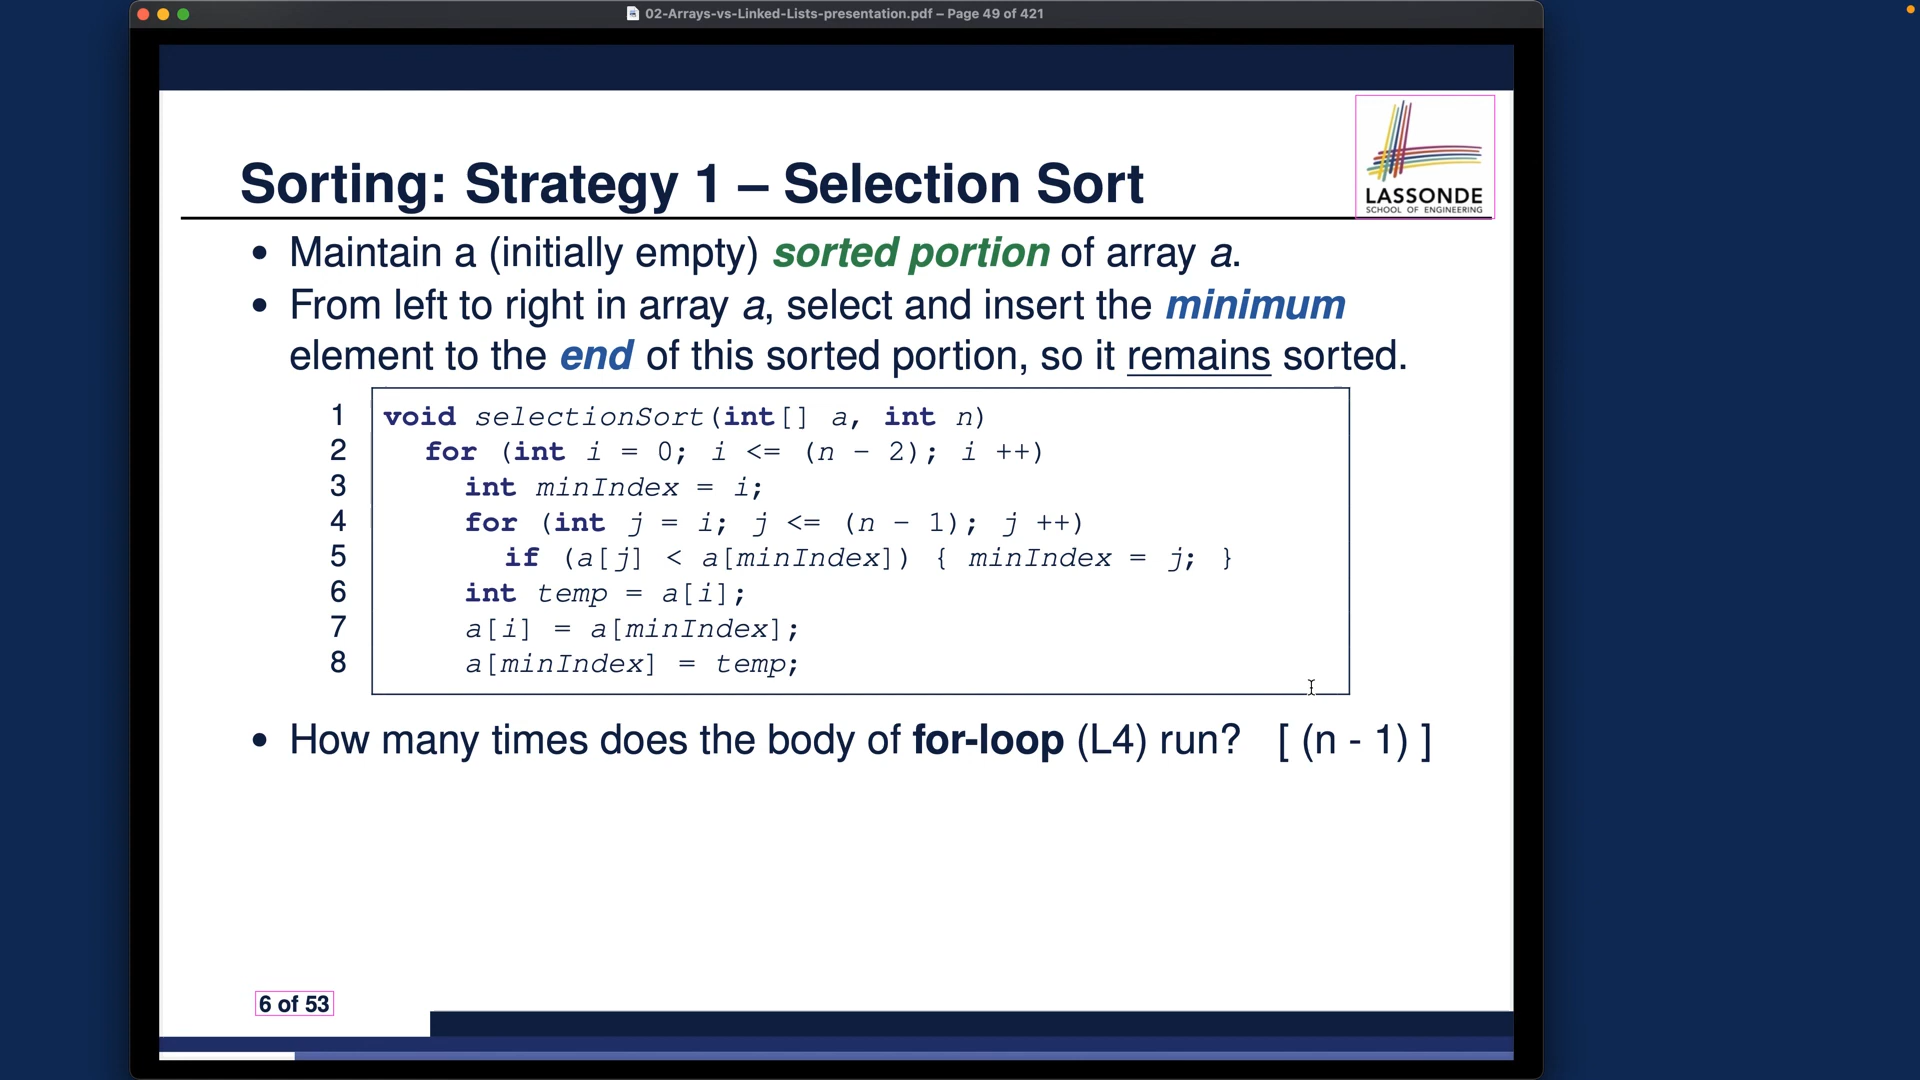 02-Arrays-vs-Linked-Lists-presentation.pdf – Page 49 of 421
LASSONDE
SCHOOL OF ENGINEERING
Sorting: Strategy 1 – Selection Sort
• Maintain a (initially empty) sorted portion of array a.
• From left to right in array a, select and insert the minimum
element to the end of this sorted portion, so it remains sorted.
1 void selectionSort(int[] a, int n)
2 for (int i = 0; i <= (n - 2); i ++)
3 int minIndex = i;
4 for (int j = i; j <= (n - 1); j ++)
5 if (a[j] < a[minIndex]) { minIndex = j; }
6 int temp = a[i];
7 a[i] = a[minIndex];
8 a[minIndex] = temp;
• How many times does the body of for-loop (L4) run? [ (n - 1) ]
6 of 53